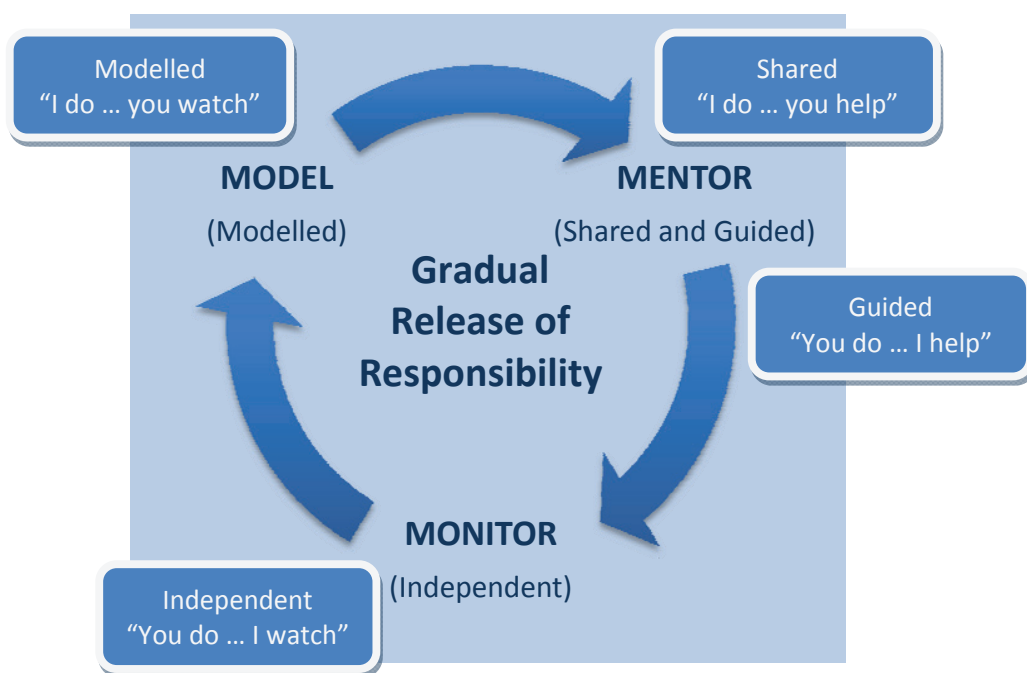 Modelled
“I do … you watch”
Shared
“I do … you help”
MODEL
(Modelled)
MENTOR
(Shared and Guided)
Gradual
Release of
Responsibility
Guided
“You do … I help”
MONITOR
(Independent)
Independent
“You do … I watch”